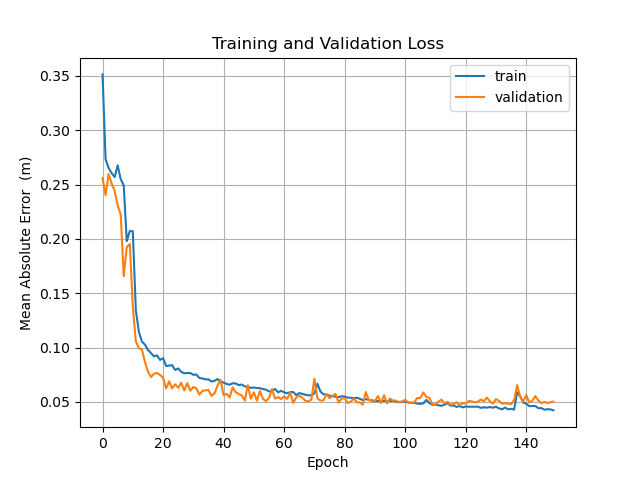 Training and Validation Loss
train
validation
0.35
0.30
0.25
0.20
0.15
0.10
0.05
Mean Absolute Error  (m)
0 20 40 60 80 100 120 140
Epoch